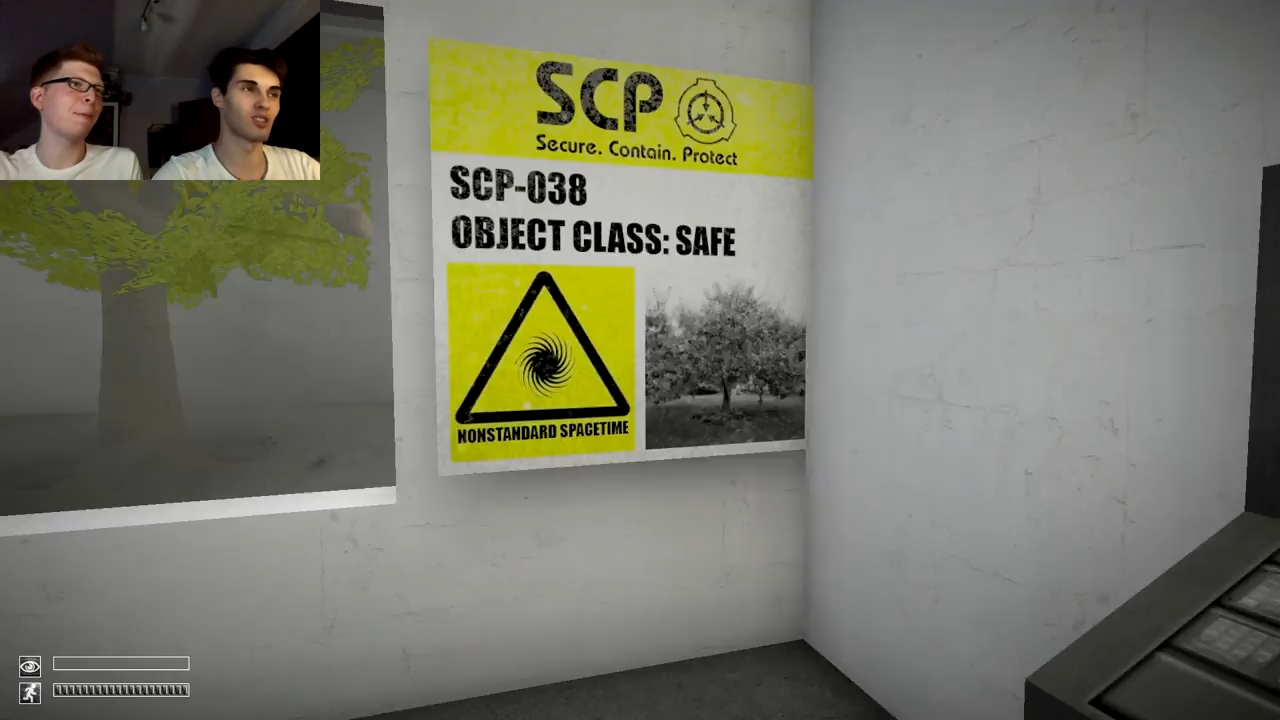 SCP
Secure. Contain. Protect
SCP-038
OBJECT CLASS: SAFE
NONSTANDARD SPACETIME